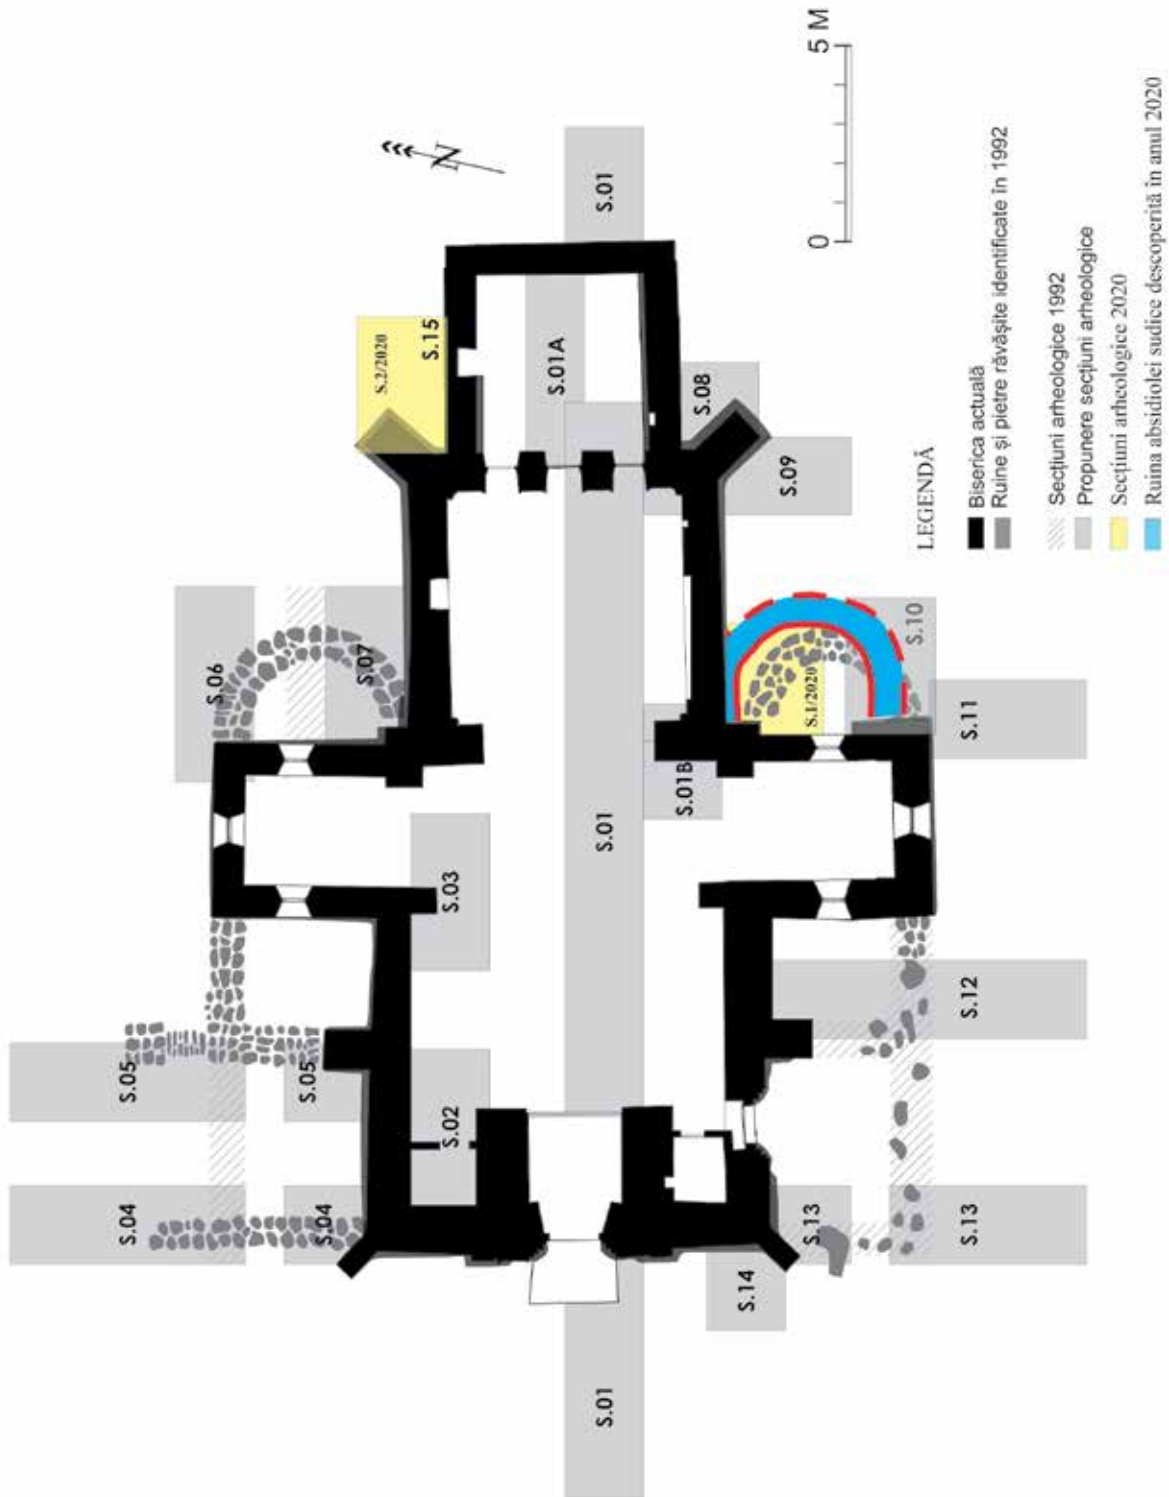 S.04
S.05
S.06
S.04
S.05
S.07
S.2/2020
S.15
N
S.02
S.03
S.01
S.01
S.01A
S.01
S.01B
S.08
S.09
S.14
S.13
S.1/2020
S.10
S.13
S.12
S.11
0
5 M
LEGENDĂ
Biserica actuală
Ruine și pietre răvășite identificate în 1992
Secțiuni arheologice 1992
Propunere secțiuni arheologice
Secțiuni arheologice 2020
Ruina absidiolei sudice descoperită în anul 2020